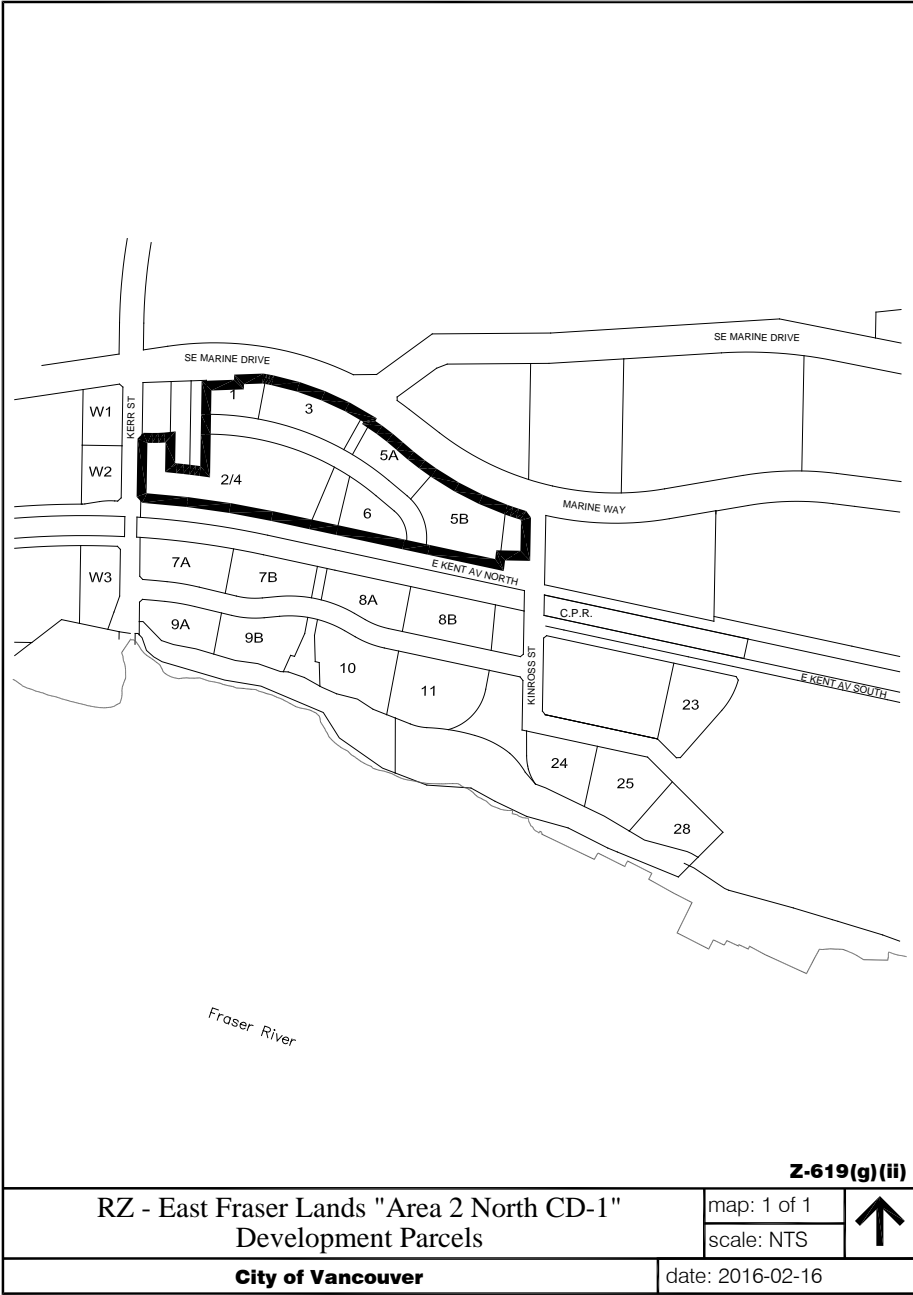 SE MARINE DRIVE
SE MARINE DRIVE
W1
KERR ST
1
3
W2
2/4
5A
6
5B
MARINE WAY
W3
7A
7B
E KENT AV NORTH
8A
8B
C.P.R.
9A
9B
10
11
KINROSS ST
E KENT AV SOUTH
23
24
25
28
Fraser River
Z-619(g)(ii)
RZ - East Fraser Lands "Area 2 North CD-1"
Development Parcels
map: 1 of 1
scale: NTS
City of Vancouver
date: 2016-02-16